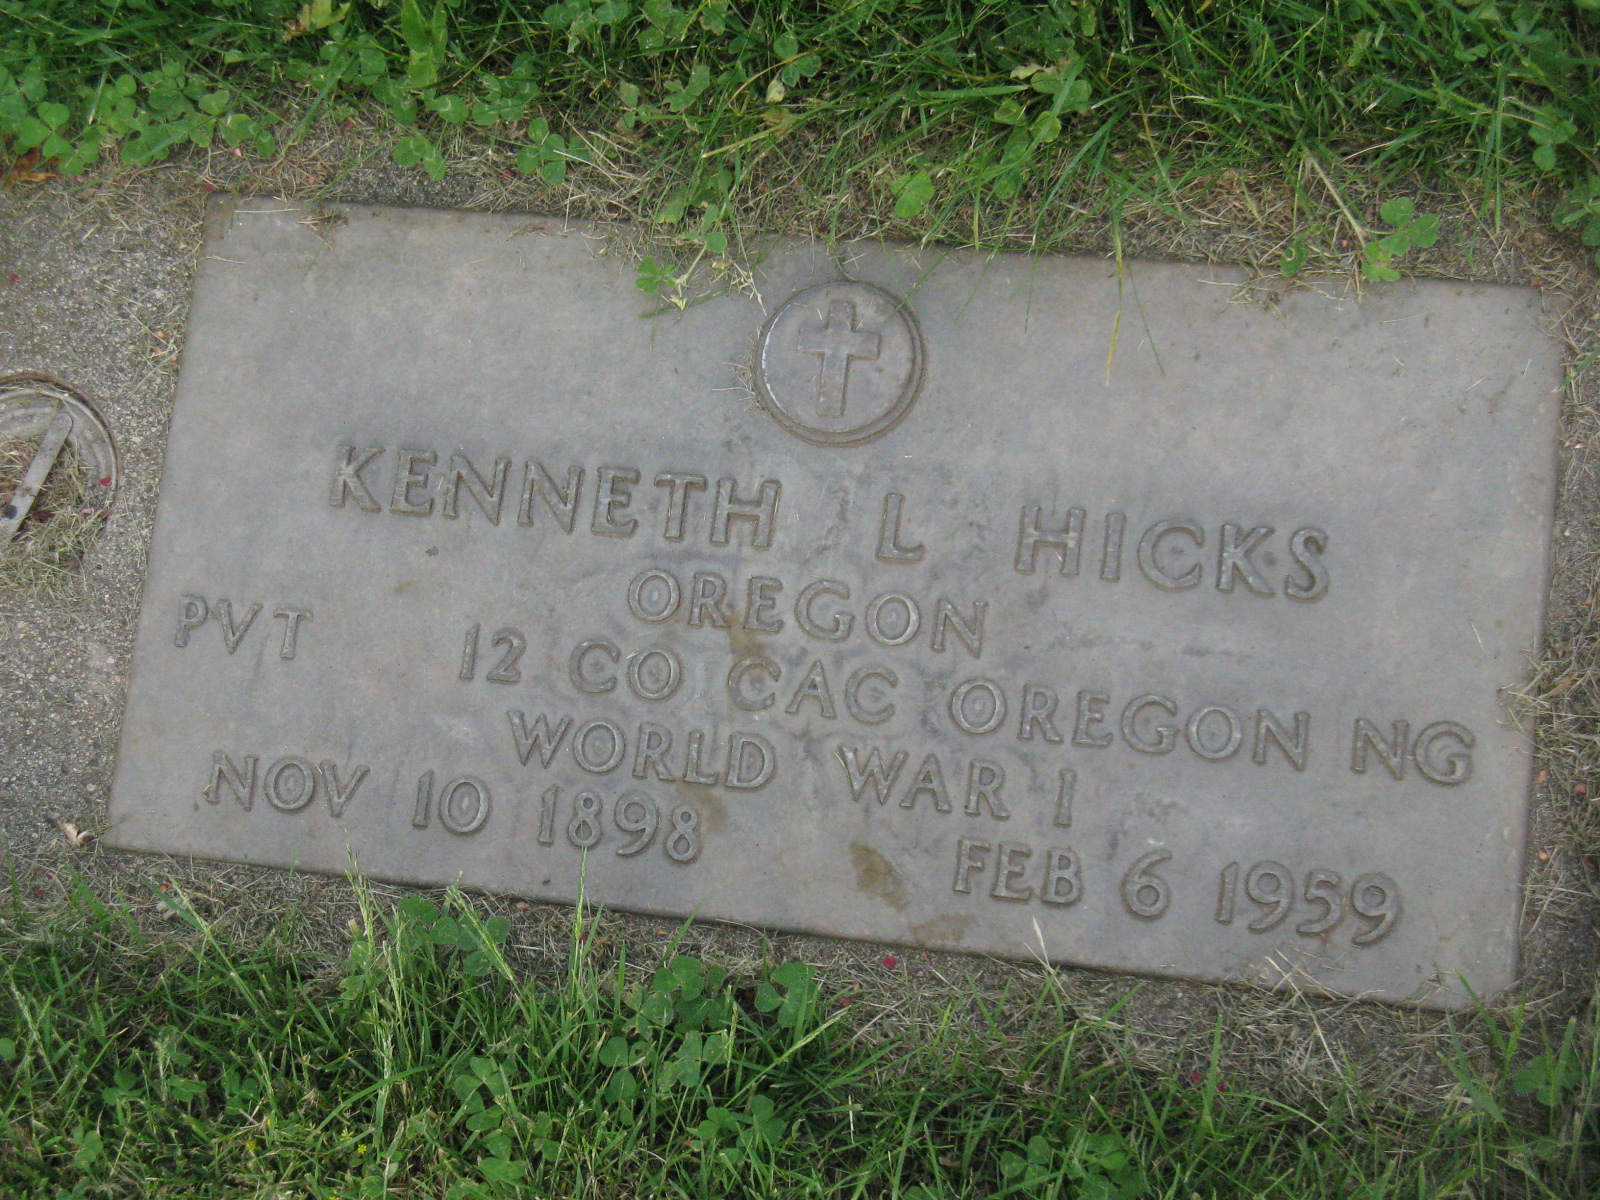 KENNETH L HICKS
OREGON
PVT 12 CO CAC OREGON NG
WORLD WAR I
NOV 10 1898 FEB 6 1959